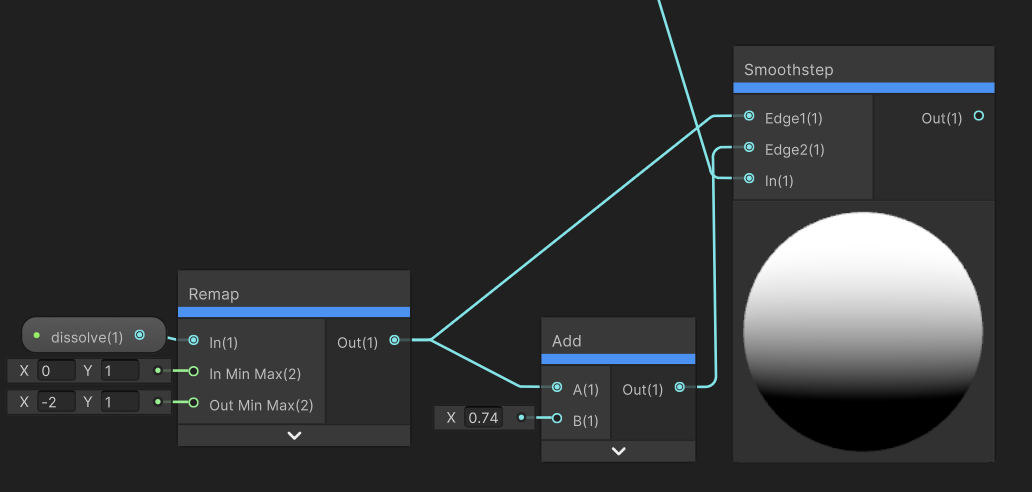 Smoothstep
Edge1(1)
Out(1)
Edge2(1)
In(1)
Remap
dissolve(1)
In(1)
Out(1)
X 0 Y 1
In Min Max(2)
X -2 Y 1
Out Min Max(2)
Add
A(1)
Out(1)
X 0.74
B(1)